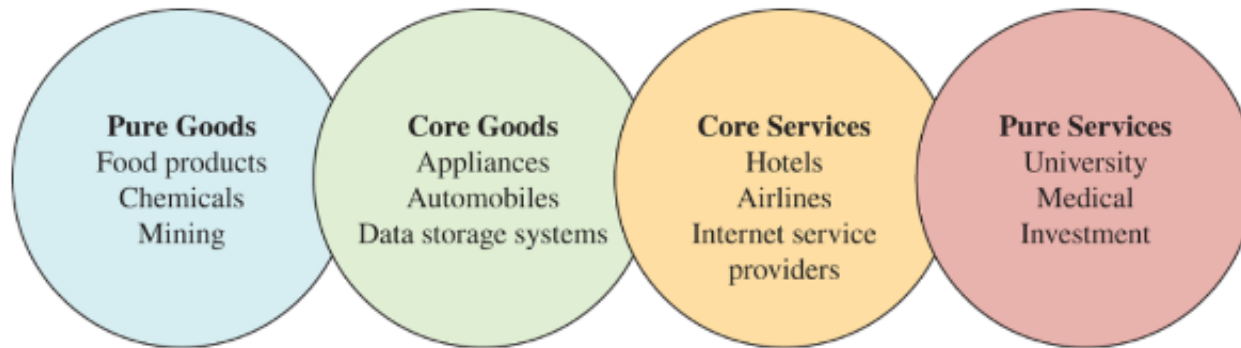 Pure Goods
Food products
Chemicals
Mining
Core Goods
Appliances
Automobiles
Data storage systems
Core Services
Hotels
Airlines
Internet service
providers
Pure Services
University
Medical
Investment